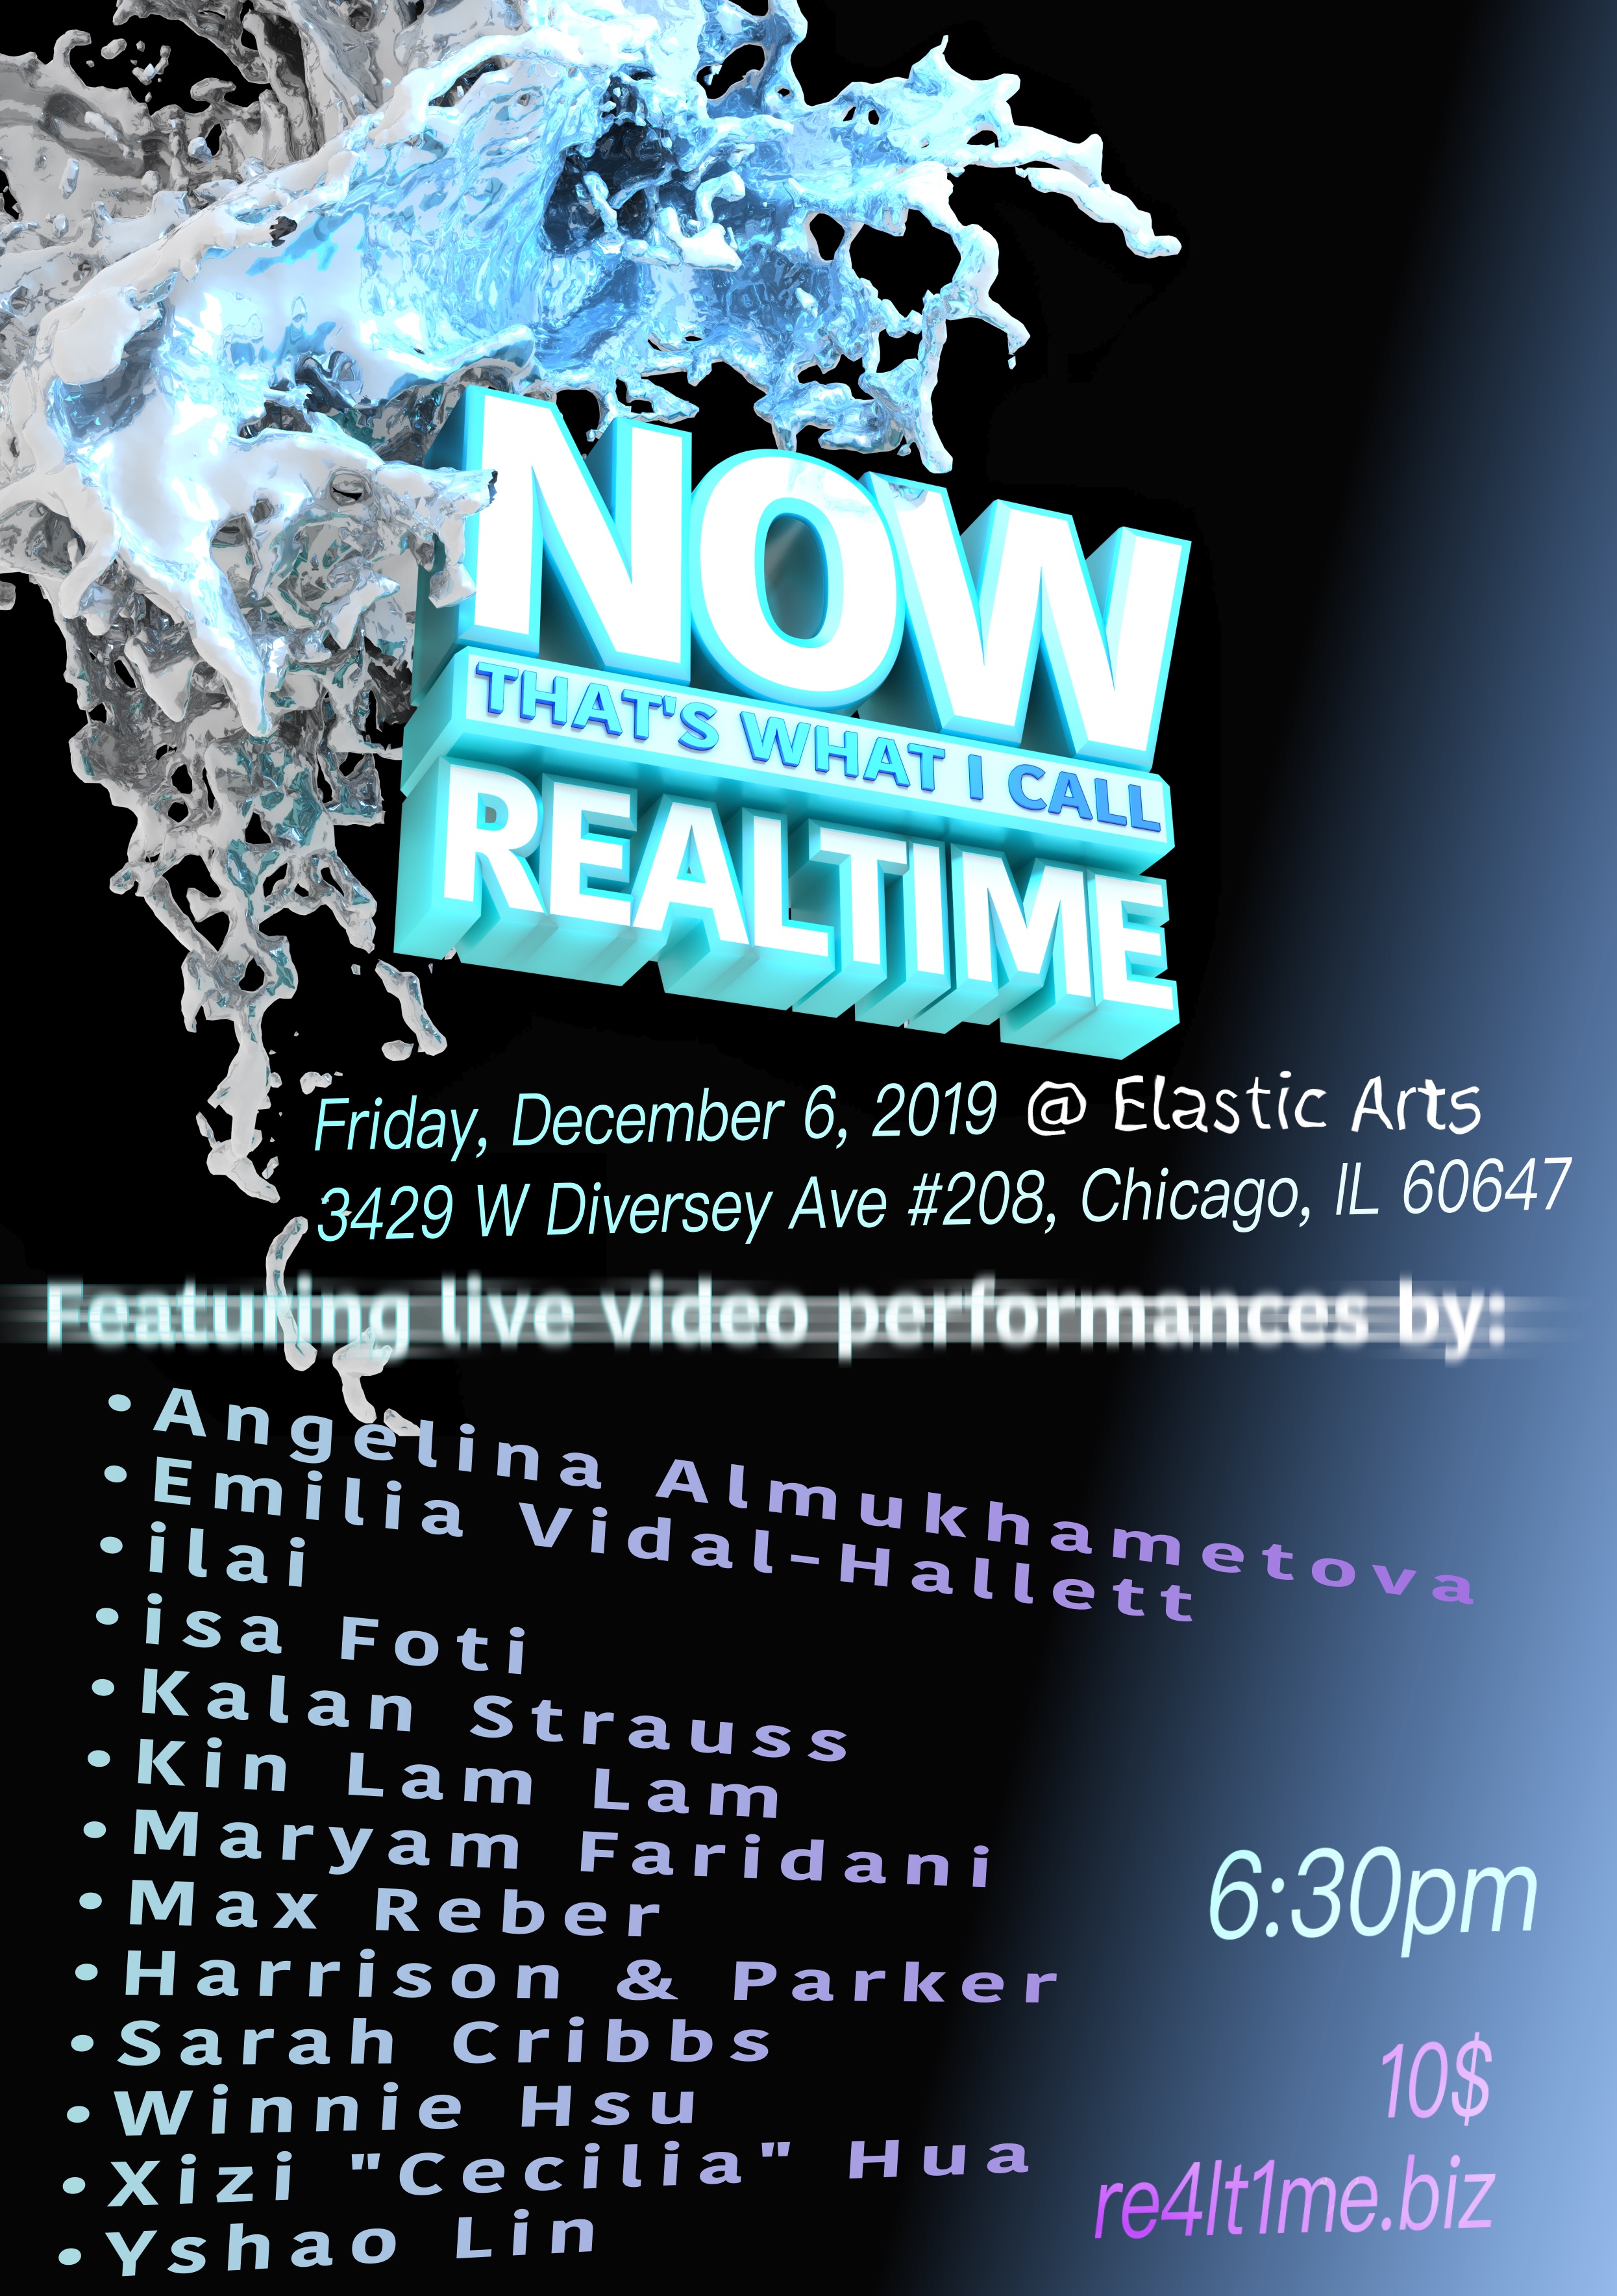 NOW
THAT'S WHAT I CALL
REALTIME
Friday, December 6, 2019 @ Elastic Arts
3429 W Diversey Ave #208, Chicago, IL 60647
Featuring live video performances by:
• Angelina Almukhametova
• Emilia Vidal-Hallett
• ilai
• isa Foti
• Kalan Strauss
• Kin Lam Lam
• Maryam Faridani
• Max Reber
• Harrison & Parker
• Sarah Cribbs
• Winnie Hsu
• Xizi "Cecilia" Hua
• Yshao Lin
6:30pm
10$
re4lt1me.biz